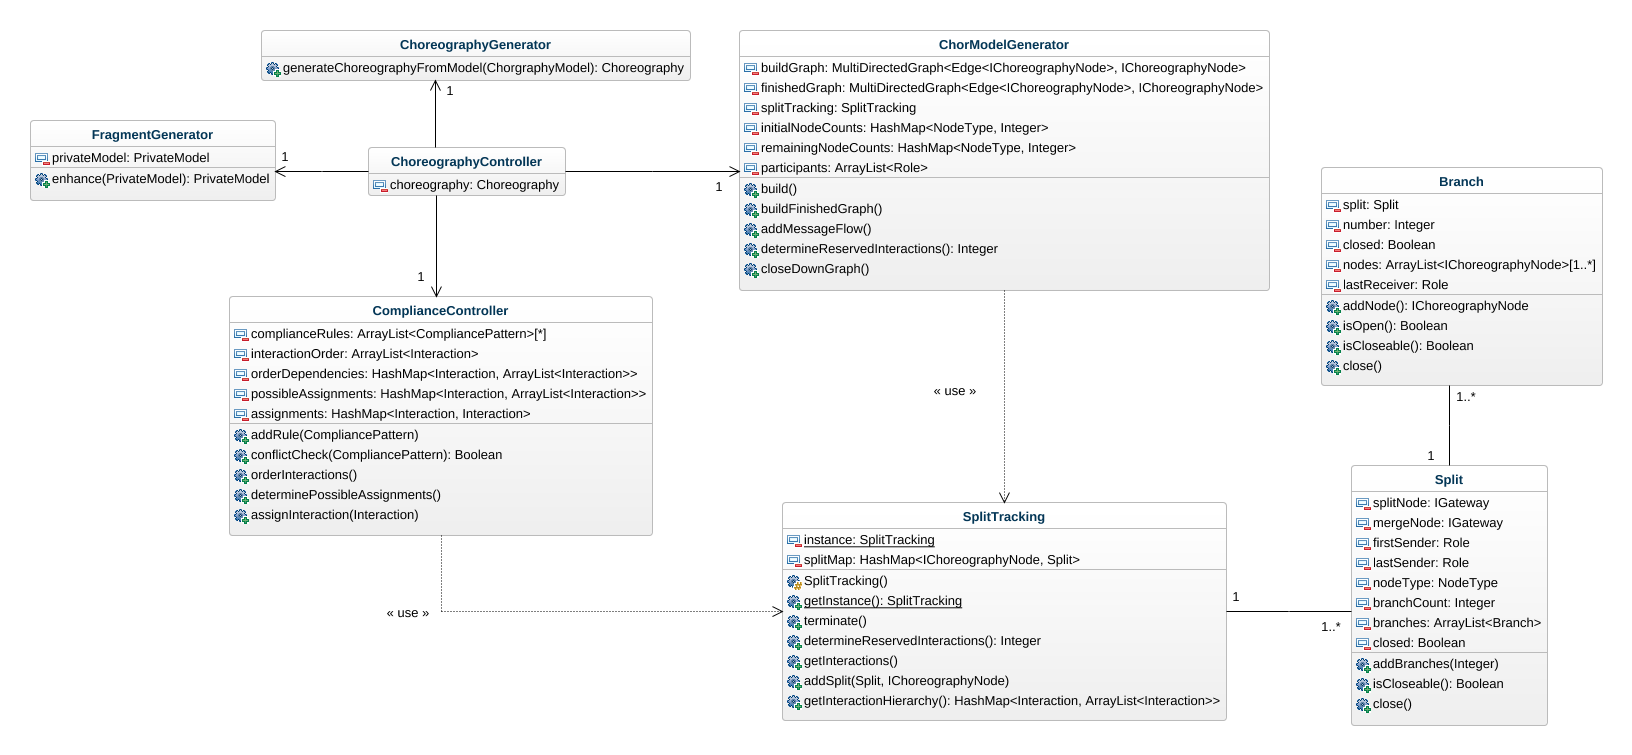 ChoreographyGenerator
generateChoreographyFromModel(ChorgraphyModel): Choreography
1
FragmentGenerator
privateModel: PrivateModel
enhance(PrivateModel): PrivateModel
1
ChoreographyController
choreography: Choreography
1
1
ChorModelGenerator
buildGraph: MultiDirectedGraph<Edge<IChoreographyNode>, IChoreographyNode>
finishedGraph: MultiDirectedGraph<Edge<IChoreographyNode>, IChoreographyNode>
splitTracking: SplitTracking
initialNodeCounts: HashMap<NodeType, Integer>
remainingNodeCounts: HashMap<NodeType, Integer>
participants: ArrayList<Role>
build()
buildFinishedGraph()
addMessageFlow()
determineReservedInteractions(): Integer
closeDownGraph()
Branch
split: Split
number: Integer
closed: Boolean
nodes: ArrayList<IChoreographyNode>[1..*]
lastReceiver: Role
addNode(): IChoreographyNode
isOpen(): Boolean
isCloseable(): Boolean
close()
1..*
1
ComplianceController
complianceRules: ArrayList<CompliancePattern>[*]
interactionOrder: ArrayList<Interaction>
orderDependencies: HashMap<Interaction, ArrayList<Interaction>>
possibleAssignments: HashMap<Interaction, ArrayList<Interaction>>
assignments: HashMap<Interaction, Interaction>
addRule(CompliancePattern)
conflictCheck(CompliancePattern): Boolean
orderInteractions()
determinePossibleAssignments()
assignInteraction(Interaction)
« use »
« use »
SplitTracking
instance: SplitTracking
splitMap: HashMap<IChoreographyNode, Split>
SplitTracking()
getInstance(): SplitTracking
terminate()
determineReservedInteractions(): Integer
getInteractions()
addSplit(Split, IChoreographyNode)
getInteractionHierarchy(): HashMap<Interaction, ArrayList<Interaction>>
1
1..*
Split
splitNode: IGateway
mergeNode: IGateway
firstSender: Role
lastSender: Role
nodeType: NodeType
branchCount: Integer
branches: ArrayList<Branch>
closed: Boolean
addBranches(Integer)
isCloseable(): Boolean
close()